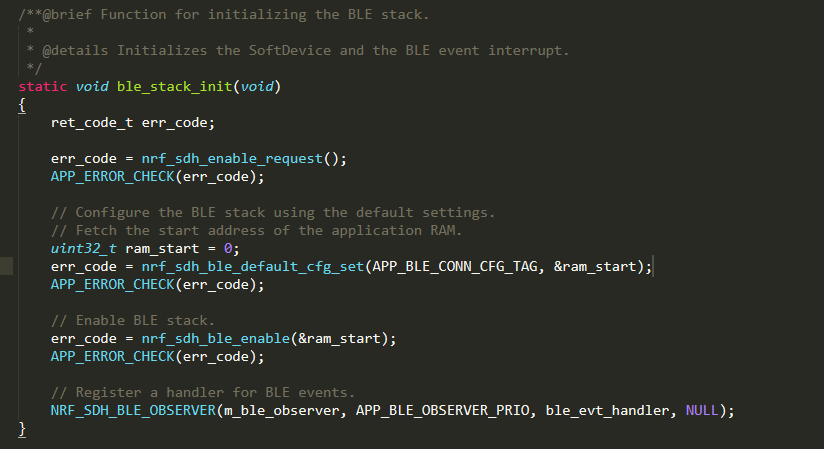 /**@brief Function for initializing the BLE stack.
 *
 * @details Initializes the SoftDevice and the BLE event interrupt.
 */
static void ble_stack_init(void)
{
    ret_code_t err_code;

    err_code = nrf_sdh_enable_request();
    APP_ERROR_CHECK(err_code);

    // Configure the BLE stack using the default settings.
    // Fetch the start address of the application RAM.
    uint32_t ram_start = 0;
    err_code = nrf_sdh_ble_default_cfg_set(APP_BLE_CONN_CFG_TAG, &ram_start);
    APP_ERROR_CHECK(err_code);

    // Enable BLE stack.
    err_code = nrf_sdh_ble_enable(&ram_start);
    APP_ERROR_CHECK(err_code);

    // Register a handler for BLE events.
    NRF_SDH_BLE_OBSERVER(m_ble_observer, APP_BLE_OBSERVER_PRIO, ble_evt_handler, NULL);
}